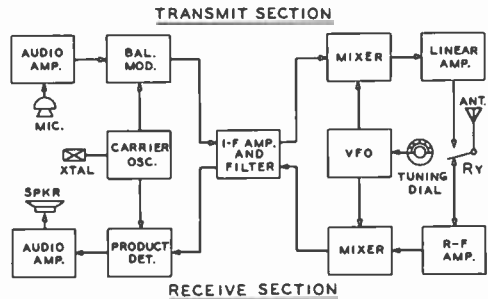 TRANSMIT SECTION
AUDIO
AMP.
BAL.
MOD.
MIXER
LINEAR
AMP.
MIC.
ANT.
XTAL
CARRIER
OSC.
I-F AMP.
AND
FILTER
VFO
TUNING
DIAL
RY
SPKR
AUDIO
AMP.
PRODUCT
DET.
MIXER
R-F
AMP.
RECEIVE SECTION